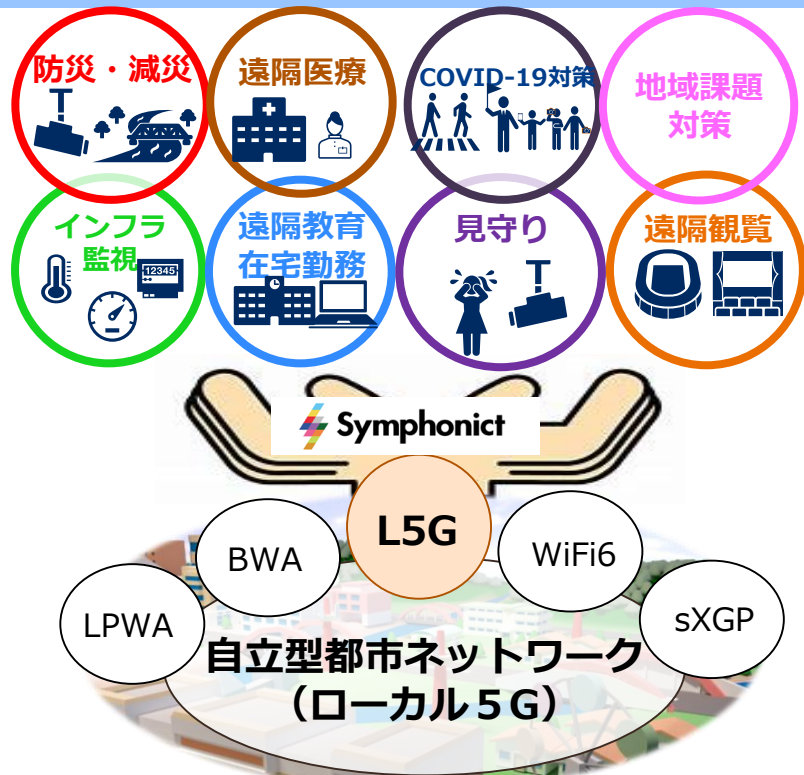 防災・減災
遠隔医療
COVID-19対策
地域課題
対策
インフラ
監視
12345
遠隔教育
在宅勤務
見守り
遠隔観覧
Symphonict
L5G
BWA
WiFi6
LPWA
sXGP
自立型都市ネットワーク
（ローカル５G）